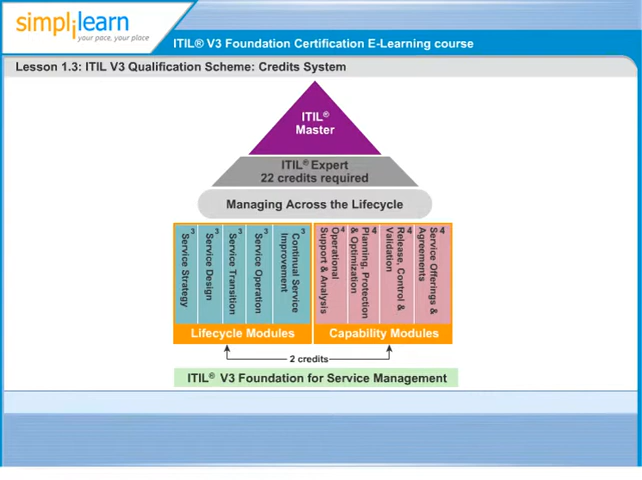 simplilearn
your pace, your place
ITIL® V3 Foundation Certification E-Learning course
Lesson 1.3: ITIL V3 Qualification Scheme: Credits System
ITIL®
Master
ITIL® Expert
22 credits required
Managing Across the Lifecycle
3
Service Strategy
3
Service Design
3
Service Transition
3
Service Operation
3
Continual Service
Improvement
4
Operational
Support & Analysis
4
Planning, Protection
& Optimization
4
Release, Control &
Validation
4
Service Offerings &
Agreements
Lifecycle Modules
Capability Modules
2 credits
ITIL® V3 Foundation for Service Management